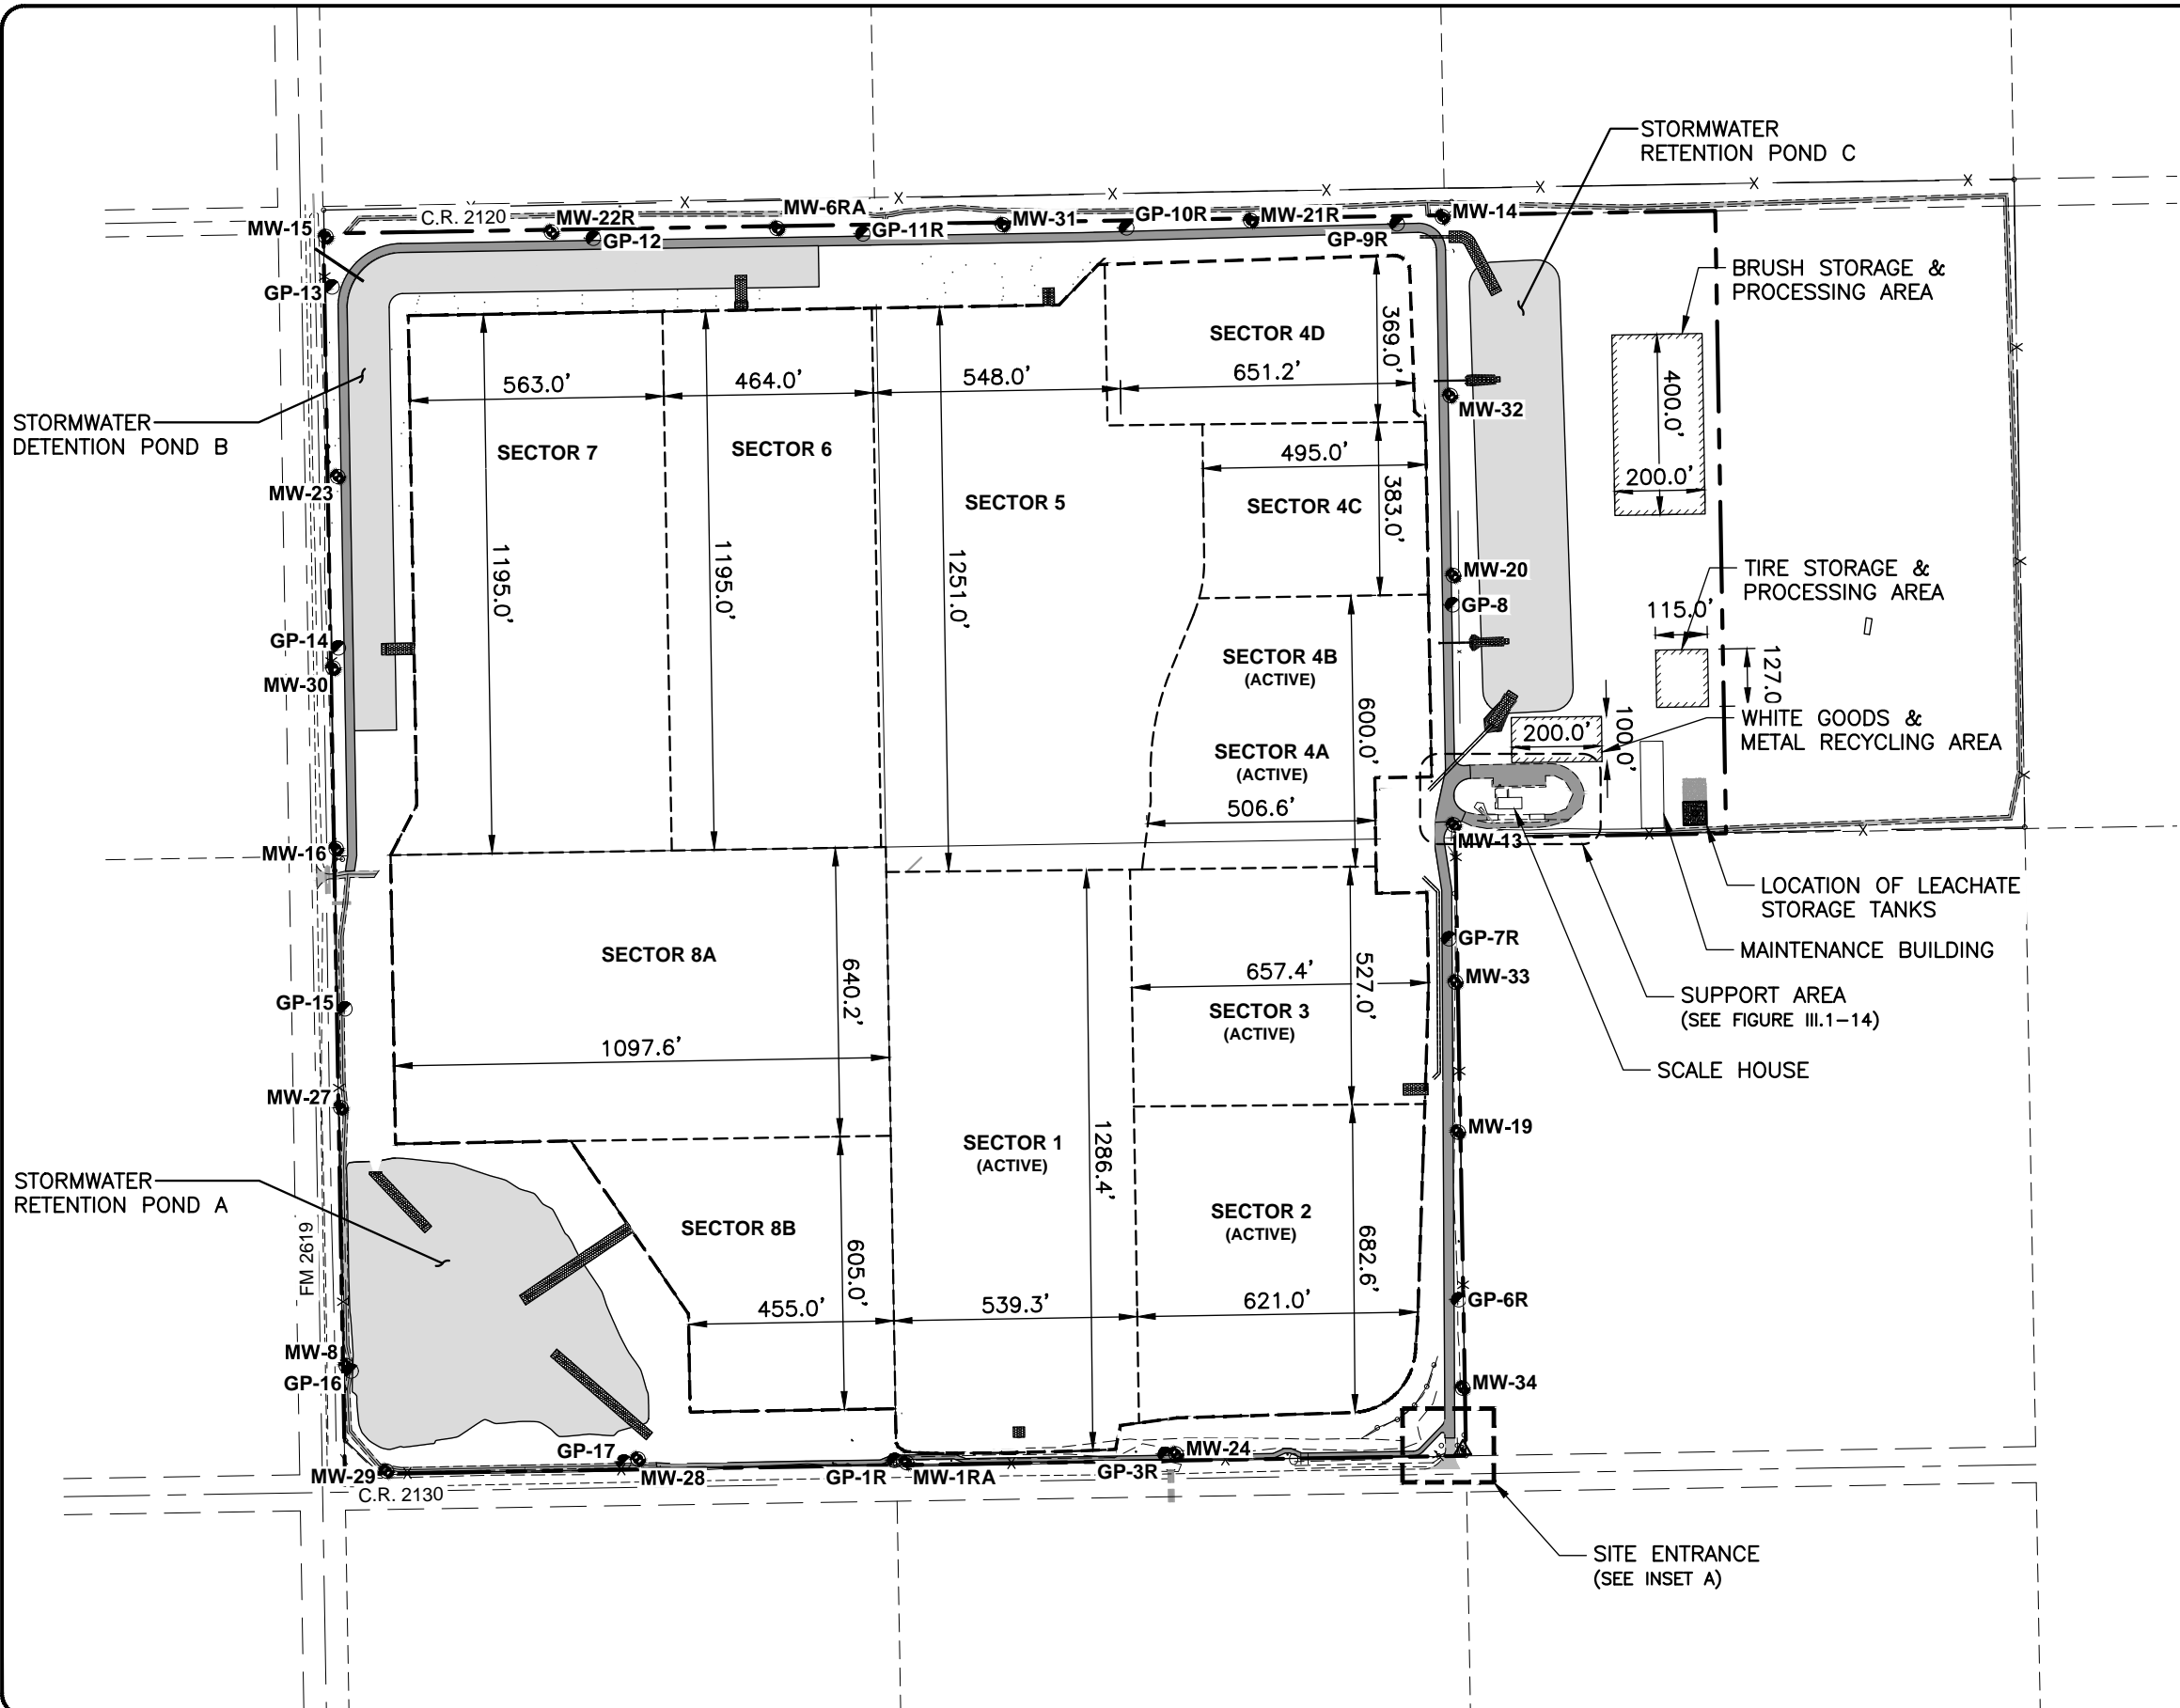 STORMWATER
RETENTION POND C
C.R. 2120
MW-22R
MW-6RA
MW-31
GP-10R
MW-21R
MW-14
MW-15
GP-12
GP-11R
GP-9R
GP-13
BRUSH STORAGE &
PROCESSING AREA
SECTOR 4D
369.0'
651.2'
563.0'
464.0'
548.0'
400.0'
200.0'
MW-32
STORMWATER
DETENTION POND B
SECTOR 7
SECTOR 6
SECTOR 5
495.0'
SECTOR 4C
383.0'
MW-23
1195.0'
1195.0'
1251.0'
MW-20
GP-8
TIRE STORAGE &
PROCESSING AREA
115.0'
127.0
GP-14
MW-30
SECTOR 4B
(ACTIVE)
600.0'
SECTOR 4A
(ACTIVE)
506.6'
200.0'
100.0'
WHITE GOODS &
METAL RECYCLING AREA
MW-16
MW-13
LOCATION OF LEACHATE
STORAGE TANKS
MAINTENANCE BUILDING
GP-7R
MW-33
SECTOR 8A
640.2'
1097.6'
657.4'
527.0'
SECTOR 3
(ACTIVE)
SUPPORT AREA
(SEE FIGURE III.1-14)
SCALE HOUSE
GP-15
MW-27
MW-19
SECTOR 1
(ACTIVE)
1286.4'
STORMWATER
RETENTION POND A
FM 2619
SECTOR 8B
605.0'
SECTOR 2
(ACTIVE)
682.6'
455.0'
539.3'
621.0'
GP-6R
MW-8
GP-16
MW-34
GP-17
MW-29
MW-28
GP-1R
MW-1RA
GP-3R
MW-24
C.R. 2130
SITE ENTRANCE
(SEE INSET A)